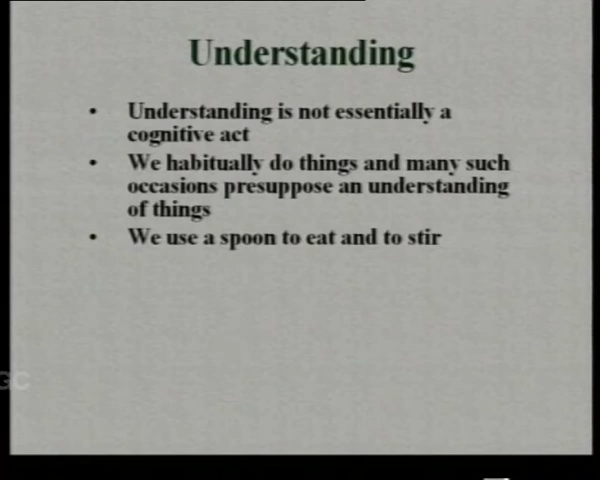 Understanding
• Understanding is not essentially a
cognitive act
• We habitually do things and many such
occasions presuppose an understanding
of things
• We use a spoon to eat and to stir
GC